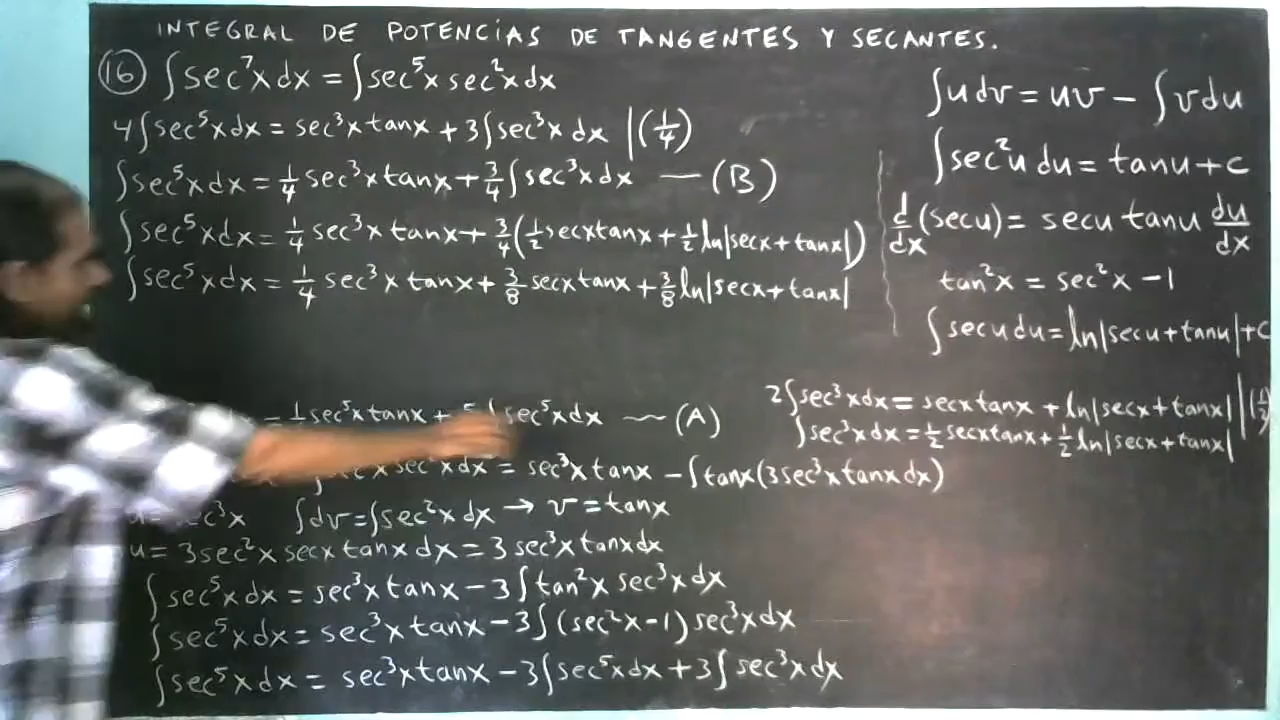 INTEGRAL DE POTENCIAS DE TANGENTES Y SECANTES.
(16) ∫sec⁷x dx = ∫sec⁵x sec²x dx
4∫sec⁵x dx = sec³x tanx + 3∫sec³x dx |(1/4)
∫sec⁵x dx = 1/4 sec³x tanx + 3/4 ∫sec³x dx — (B)
∫sec⁵x dx = 1/4 sec³x tanx + 3/4 (1/2 secx tanx + 1/2 ln|secx + tanx|)
∫sec⁵x dx = 1/4 sec³x tanx + 3/8 secx tanx + 3/8 ln|secx + tanx|
= 1 sec⁵x tanx + 5 ∫sec⁵x dx — (A)
sec²x dx = sec³x tanx − ∫tanx(3sec³x tanx dx)
sec³x ∫dv = ∫sec²x dx → v = tanx
u = 3sec²x secx tanx dx = 3 sec³x tanx dx
∫sec⁵x dx = sec³x tanx − 3∫tan²x sec³x dx
∫sec⁵x dx = sec³x tanx − 3∫(sec²x − 1) sec³x dx
∫sec⁵x dx = sec³x tanx − 3∫sec⁵x dx + 3∫sec³x dx
∫u dv = uv − ∫v du
∫sec²u du = tanu + c
d/dx (secu) = secu tanu du/dx
tan²x = sec²x − 1
∫secu du = ln|secu + tanu| + c
2∫sec³x dx = secx tanx + ln|secx + tanx| |(1/2)
∫sec³x dx = 1/2 secx tanx + 1/2 ln|secx + tanx|